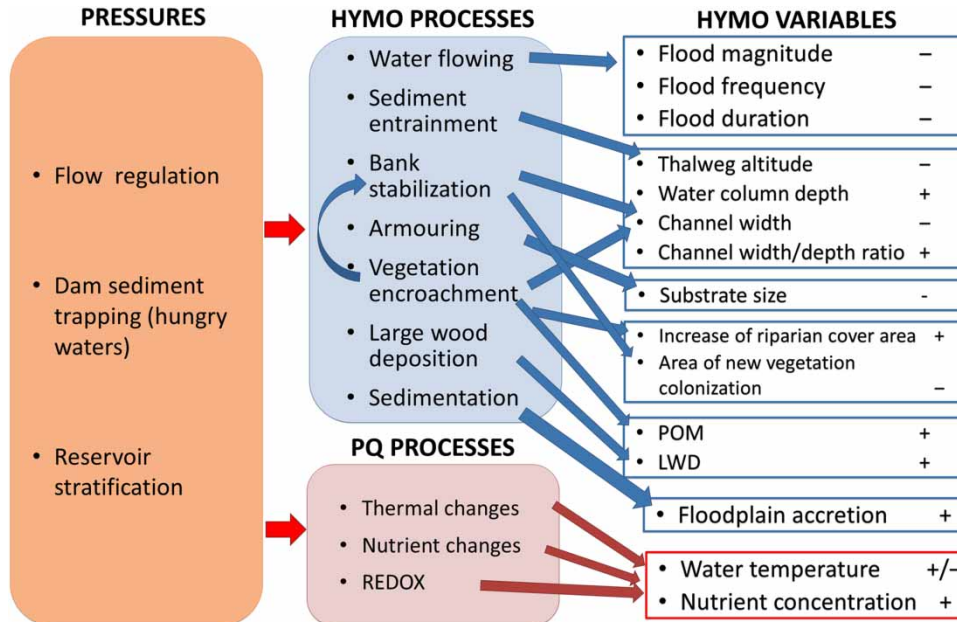 PRESSURES
• Flow regulation
• Dam sediment
trapping (hungry
waters)
• Reservoir
stratification
HYMO PROCESSES
• Water flowing
• Sediment
entrainment
• Bank
stabilization
• Armouring
• Vegetation
encroachment
• Large wood
deposition
• Sedimentation
PQ PROCESSES
• Thermal changes
• Nutrient changes
• REDOX
HYMO VARIABLES
• Flood magnitude –
• Flood frequency –
• Flood duration –
• Thalweg altitude –
• Water column depth +
• Channel width –
• Channel width/depth ratio +
• Substrate size -
• Increase of riparian cover area +
• Area of new vegetation
colonization –
• POM +
• LWD +
• Floodplain accretion +
• Water temperature +/-
• Nutrient concentration +